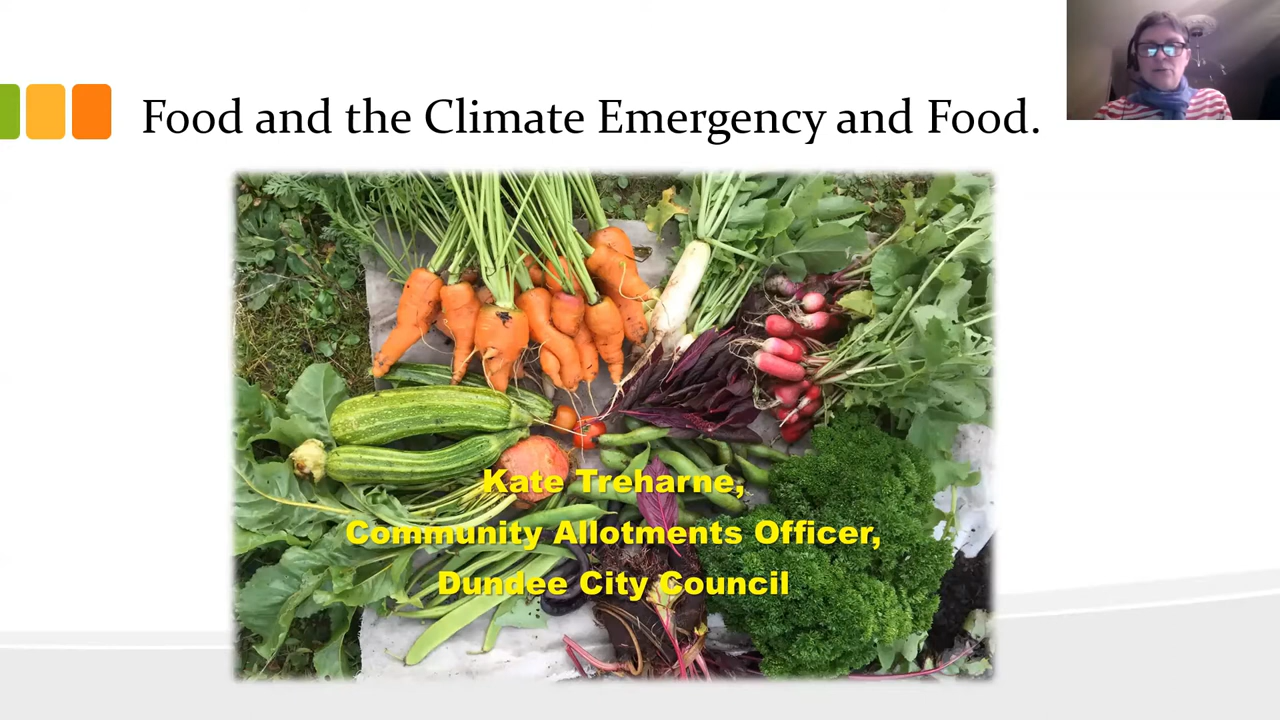 Food and the Climate Emergency and Food.
Kate Treharne,
Community Allotments Officer,
Dundee City Council